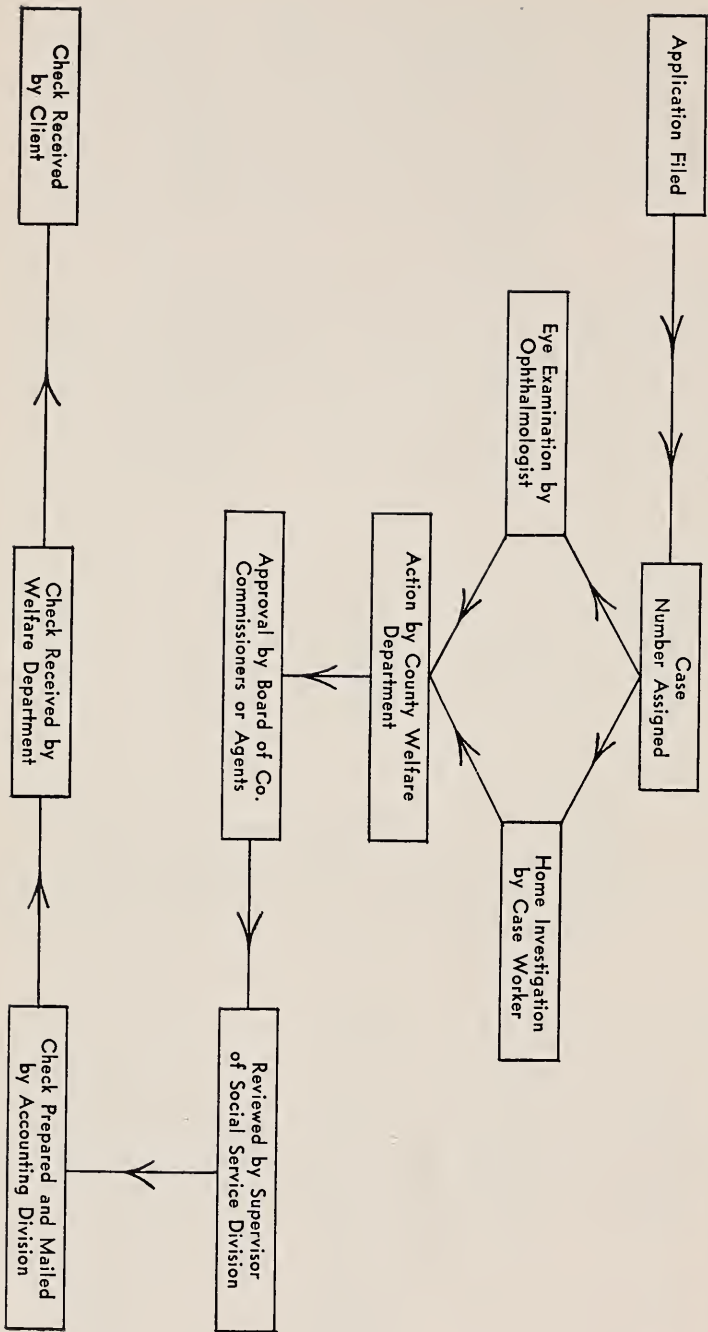 Application Filed
Case
Number Assigned
Eye Examination by
Ophthalmologist
Home Investigation
by Case Worker
Action by County Welfare
Department
Approval by Board of Co.
Commissioners or Agents
Reviewed by Supervisor
of Social Service Division
Check Prepared and Mailed
by Accounting Division
Check Received by
Welfare Department
Check Received
by Client